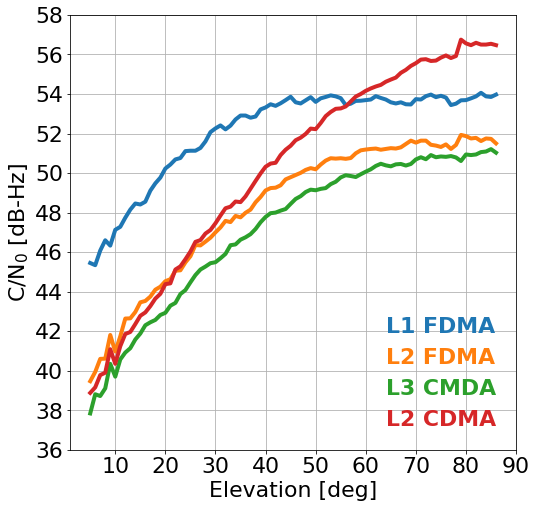 58
56
54
52
50
48
46
44
42
40
38
36
C/N₀ [dB-Hz]
L1 FDMA
L2 FDMA
L3 CMDA
L2 CDMA
10 20 30 40 50 60 70 80 90
Elevation [deg]